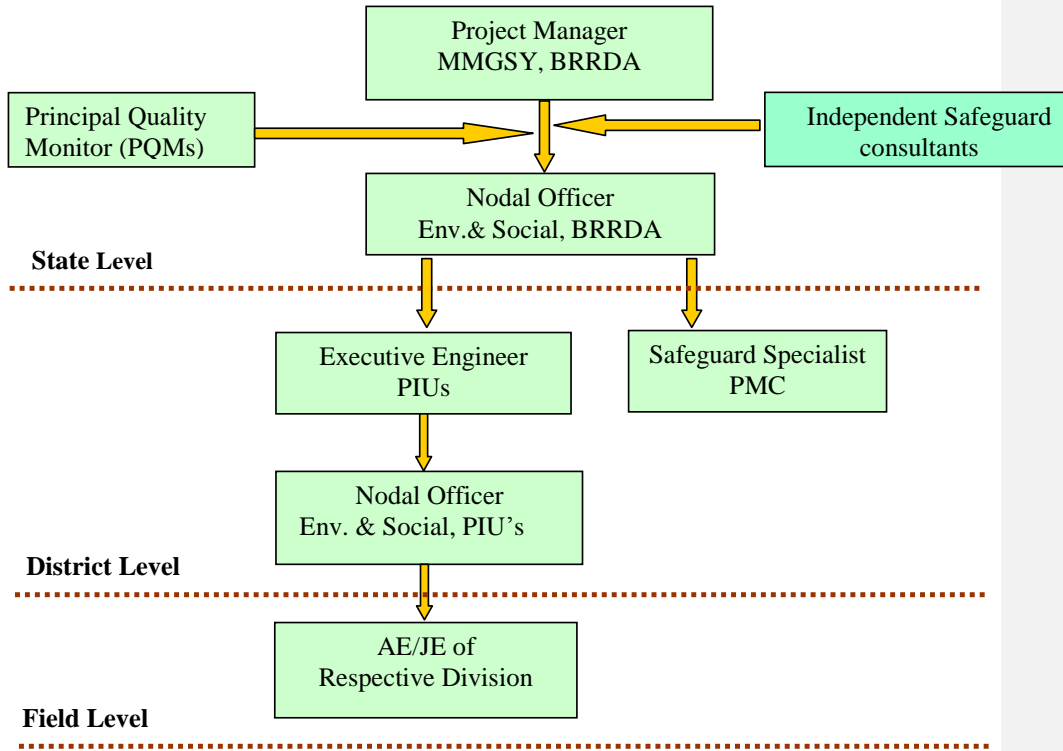 Project Manager
MMGSY, BRRDA
Principal Quality
Monitor (PQMs)
Independent Safeguard
consultants
Nodal Officer
Env.& Social, BRRDA
State Level
Executive Engineer
PIUs
Safeguard Specialist
PMC
Nodal Officer
Env. & Social, PIU’s
District Level
AE/JE of
Respective Division
Field Level